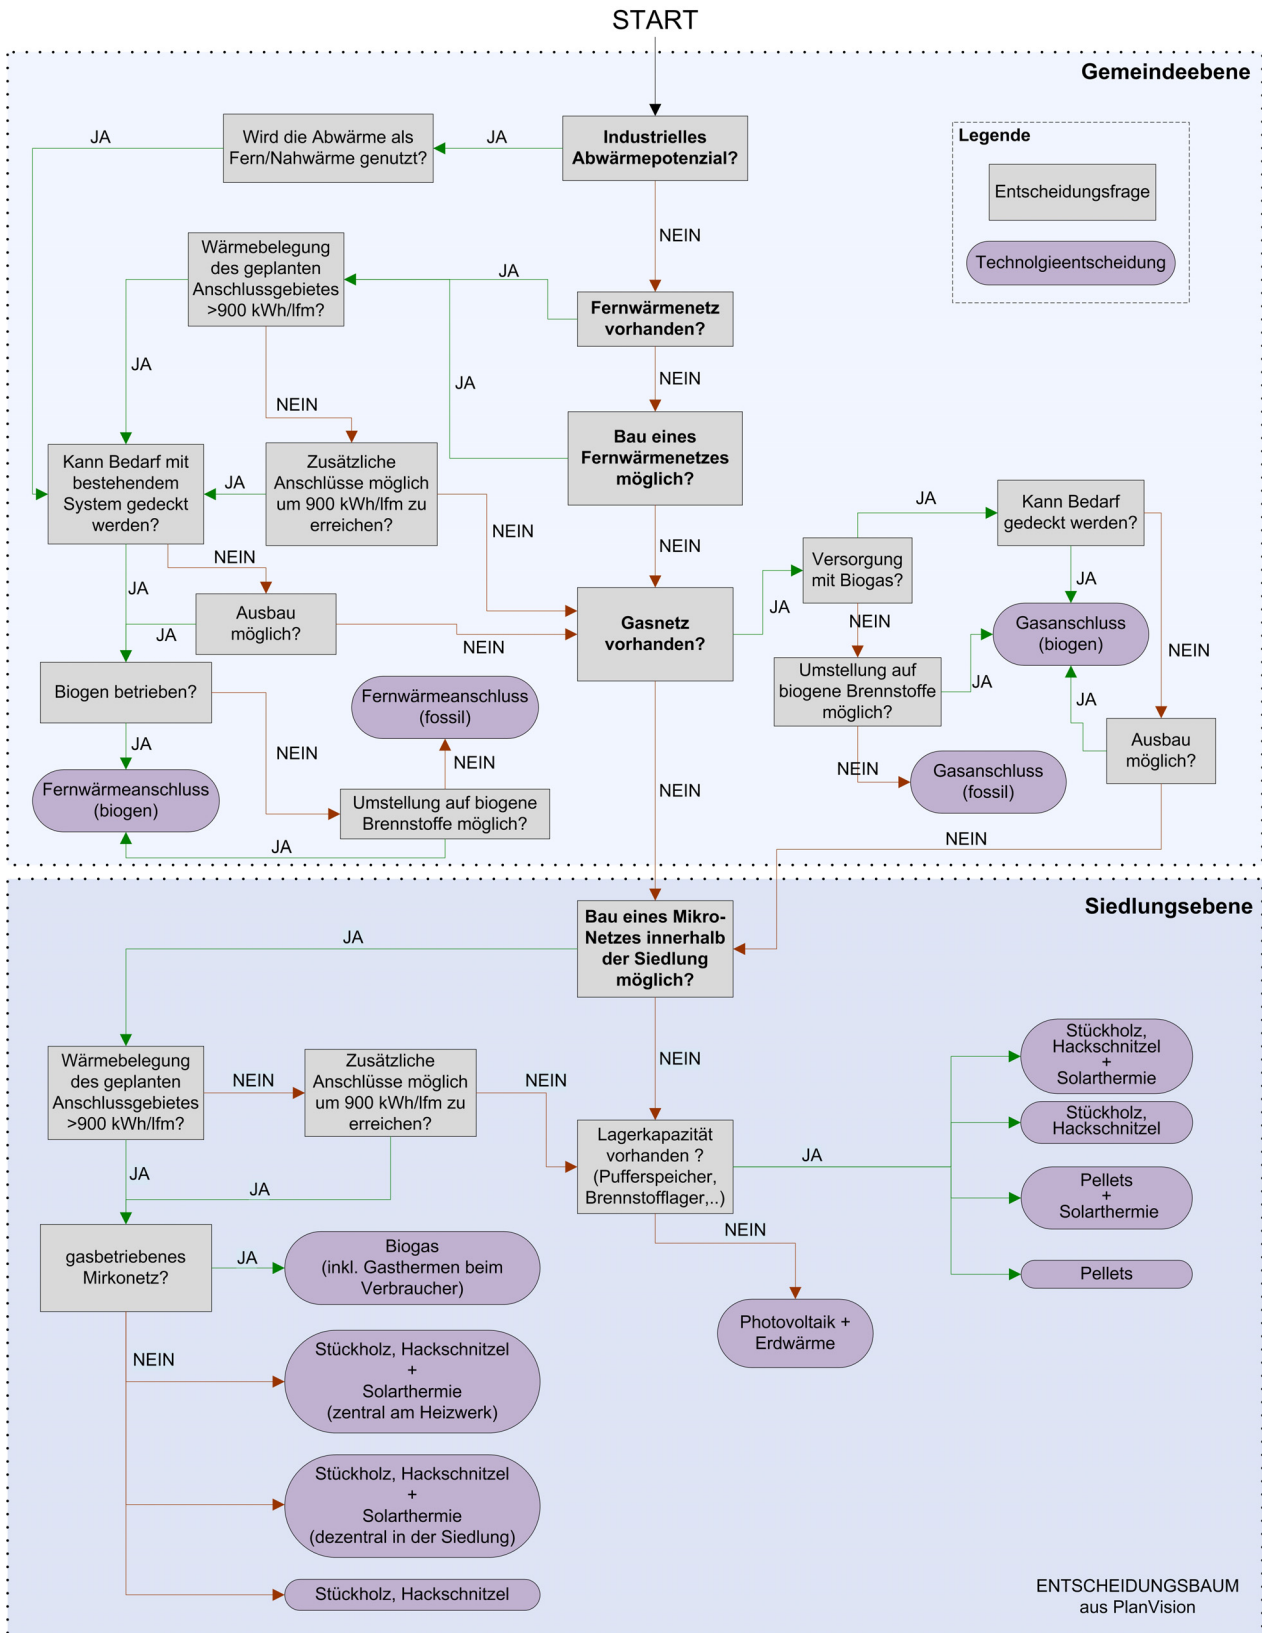 START
Gemeindeebene
JA
Wird die Abwärme als
Fern/Nahwärme genutzt?
JA
Industrielles
Abwärmepotenzial?
Legende
Entscheidungsfrage
Technolgieentscheidung
NEIN
Wärmebelegung
des geplanten
Anschlussgebietes
>900 kWh/lfm?
JA
Fernwärmenetz
vorhanden?
JA
NEIN
JA
NEIN
Bau eines
Fernwärmenetzes
möglich?
Kann Bedarf mit
bestehendem
System gedeckt
werden?
JA
Zusätzliche
Anschlüsse möglich
um 900 kWh/lfm zu
erreichen?
NEIN
NEIN
JA
Kann Bedarf
gedeckt werden?
Versorgung
mit Biogas?
NEIN
JA
Ausbau
möglich?
JA
NEIN
Gasnetz
vorhanden?
JA
NEIN
JA
Gasanschluss
(biogen)
NEIN
Biogen betrieben?
Fernwärmeanschluss
(fossil)
Umstellung auf
biogene Brennstoffe
möglich?
JA
JA
JA
NEIN
NEIN
NEIN
Gasanschluss
(fossil)
Ausbau
möglich?
Fernwärmeanschluss
(biogen)
Umstellung auf biogene
Brennstoffe möglich?
NEIN
JA
NEIN
Siedlungsebene
Bau eines Mikro-
Netzes innerhalb
der Siedlung
möglich?
JA
NEIN
Wärmebelegung
des geplanten
Anschlussgebietes
>900 kWh/lfm?
NEIN
Zusätzliche
Anschlüsse möglich
um 900 kWh/lfm zu
erreichen?
NEIN
Lagerkapazität
vorhanden ?
(Pufferspeicher,
Brennstofflager,..)
JA
Stückholz,
Hackschnitzel
+
Solarthermie
Stückholz,
Hackschnitzel
Pellets
+
Solarthermie
Pellets
JA
JA
NEIN
gasbetriebenes
Mirkonetz?
JA
Biogas
(inkl. Gasthermen beim
Verbraucher)
Photovoltaik +
Erdwärme
NEIN
Stückholz, Hackschnitzel
+
Solarthermie
(zentral am Heizwerk)
Stückholz, Hackschnitzel
+
Solarthermie
(dezentral in der Siedlung)
Stückholz, Hackschnitzel
ENTSCHEIDUNGSBAUM
aus PlanVision